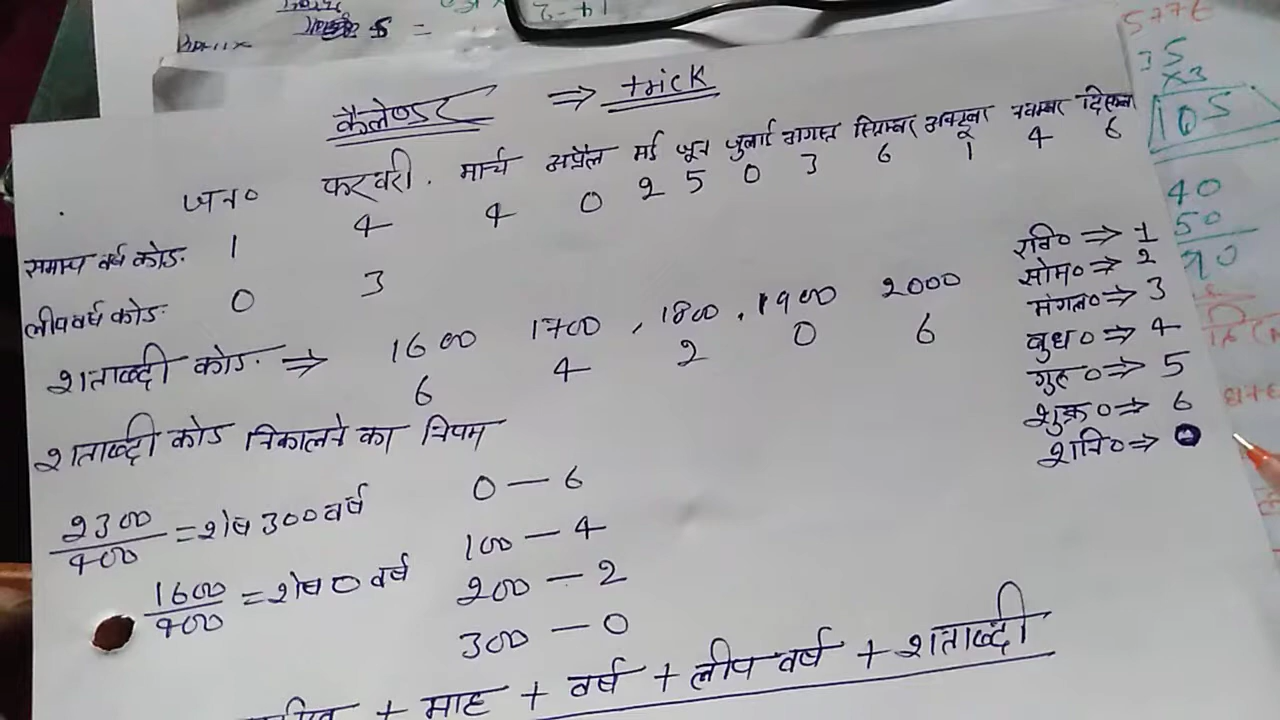 कैलेण्डर ⇒ trick
जन० फरवरी . मार्च अप्रैल मई जून जुलाई अगस्त सितम्बर अक्टूबर नवम्बर दिसम्बर
सामान्य वर्ष कोड. 1 4 4 0 2 5 0 3 6 1 4 6
लीप वर्ष कोड. 0 3
शताब्दी कोड. ⇒ 1600 1700 , 1800 . 1900 2000
6 4 2 0 6
रवि० ⇒ 1
सोम० ⇒ 2
मंगल० ⇒ 3
बुध० ⇒ 4
गुरु० ⇒ 5
शुक्र० ⇒ 6
शनि० ⇒ 0
शताब्दी कोड निकालने का नियम
2300/400 = शेष 300 वर्ष
1600/400 = शेष 0 वर्ष
0 — 6
100 — 4
200 — 2
300 — 0
+ माह + वर्ष + लीप वर्ष + शताब्दी
5776
35
x3
105
40
50
90